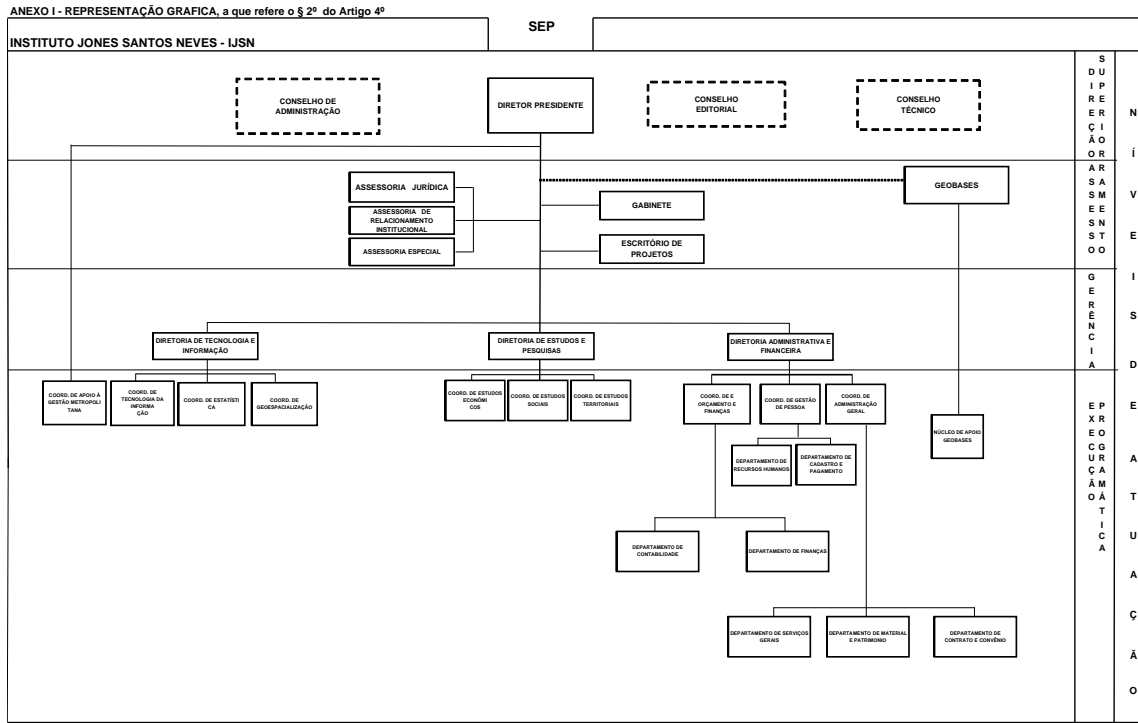 ANEXO I - REPRESENTAÇÃO GRAFICA, a que refere o § 2º do Artigo 4º
SEP
INSTITUTO JONES SANTOS NEVES - IJSN
CONSELHO DE
ADMINISTRAÇÃO
DIRETOR PRESIDENTE
CONSELHO
EDITORIAL
CONSELHO
TÉCNICO
DIREÇÃO
SUPERIOR
ASSESSORIA JURÍDICA
ASSESSORIA DE
RELACIONAMENTO
INSTITUCIONAL
ASSESSORIA ESPECIAL
GABINETE
ESCRITÓRIO DE
PROJETOS
GEOBASES
ASSESSO
RAMENTO
DIRETORIA DE TECNOLOGIA E
INFORMAÇÃO
DIRETORIA DE ESTUDOS E
PESQUISAS
DIRETORIA ADMINISTRATIVA E
FINANCEIRA
GERÊNCIA
COORD. DE APOIO À
GESTÃO METROPOLI
TANA
COORD. DE
TECNOLOGIA DA
INFORMA
ÇÃO
COORD. DE ESTATÍSTI
CA
COORD. DE
GEOESPACIALIZAÇÃO
COORD. DE ESTUDOS
ECONÔMI
COS
COORD. DE ESTUDOS
SOCIAIS
COORD. DE ESTUDOS
TERRITORIAIS
COORD. DE E
ORÇAMENTO E
FINANÇAS
COORD. DE GESTÃO
DE PESSOA
COORD. DE
ADMINISTRAÇÃO
GERAL
NÚCLEO DE APOIO
GEOBASES
DEPARTAMENTO DE
RECURSOS HUMANOS
DEPARTAMENTO DE
CADASTRO E
PAGAMENTO
DEPARTAMENTO DE
CONTABILIDADE
DEPARTAMENTO DE FINANÇAS
DEPARTAMENTO DE SERVIÇOS
GERAIS
DEPARTAMENTO DE MATERIAL
E PATRIMONIO
DEPARTAMENTO DE
CONTRATO E CONVÊNIO
EXECUÇÃO
PROGRAMÁTICA
NÍVEIS DE ATUAÇÃO